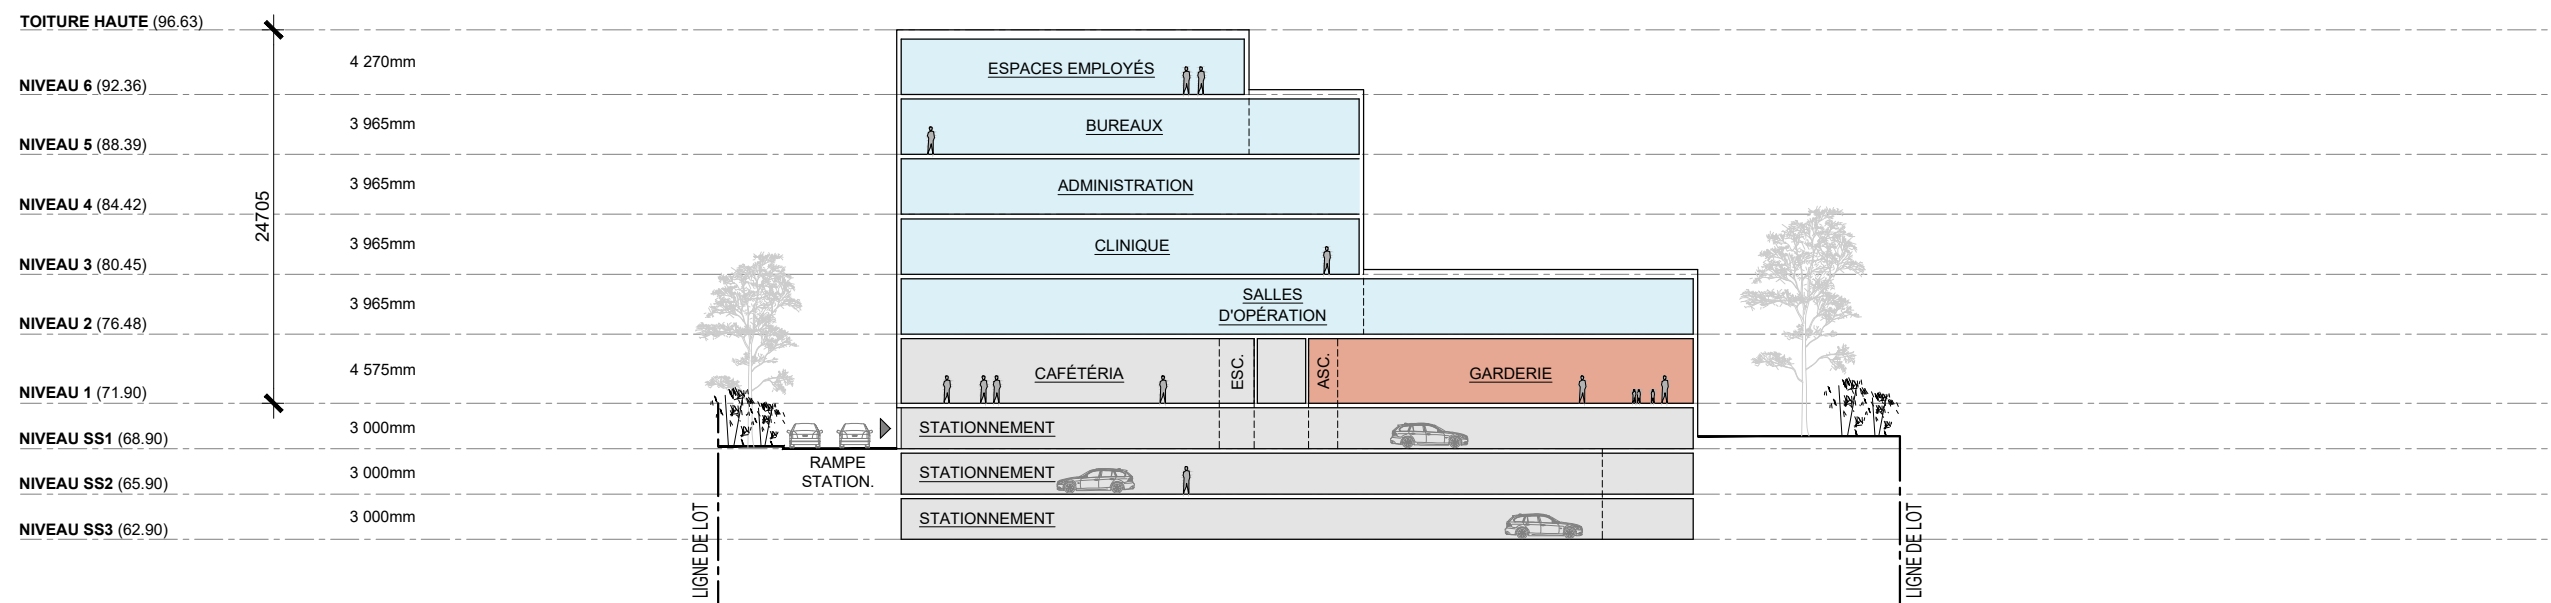 TOITURE HAUTE (96.63)
4 270mm
ESPACES EMPLOYÉS
NIVEAU 6 (92.36)
3 965mm
BUREAUX
NIVEAU 5 (88.39)
3 965mm
ADMINISTRATION
NIVEAU 4 (84.42)
24705
3 965mm
CLINIQUE
NIVEAU 3 (80.45)
3 965mm
SALLES
D'OPÉRATION
NIVEAU 2 (76.48)
4 575mm
CAFÉTÉRIA
ESC.
ASC.
GARDERIE
NIVEAU 1 (71.90)
3 000mm
STATIONNEMENT
NIVEAU SS1 (68.90)
RAMPE
STATION.
3 000mm
STATIONNEMENT
NIVEAU SS2 (65.90)
3 000mm
STATIONNEMENT
NIVEAU SS3 (62.90)
LIGNE DE LOT
LIGNE DE LOT